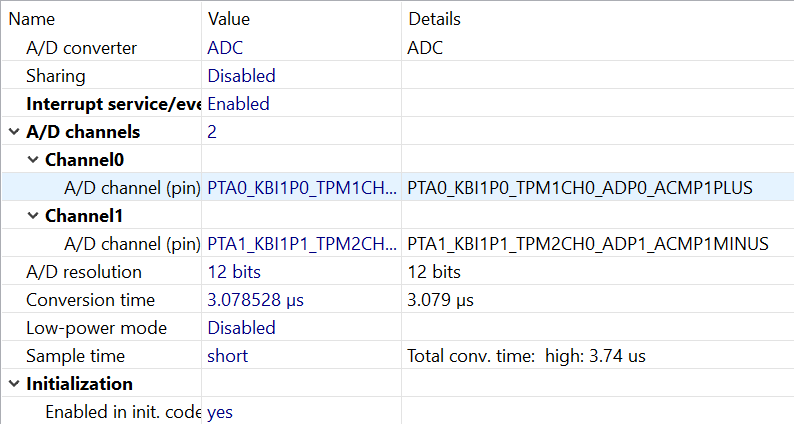 Name Value Details
A/D converter ADC ADC
Sharing Disabled
Interrupt service/eve Enabled
A/D channels 2
Channel0
A/D channel (pin) PTA0_KBI1P0_TPM1CH... PTA0_KBI1P0_TPM1CH0_ADP0_ACMP1PLUS
Channel1
A/D channel (pin) PTA1_KBI1P1_TPM2CH... PTA1_KBI1P1_TPM2CH0_ADP1_ACMP1MINUS
A/D resolution 12 bits 12 bits
Conversion time 3.078528 µs 3.079 µs
Low-power mode Disabled
Sample time short Total conv. time: high: 3.74 us
Initialization
Enabled in init. code yes